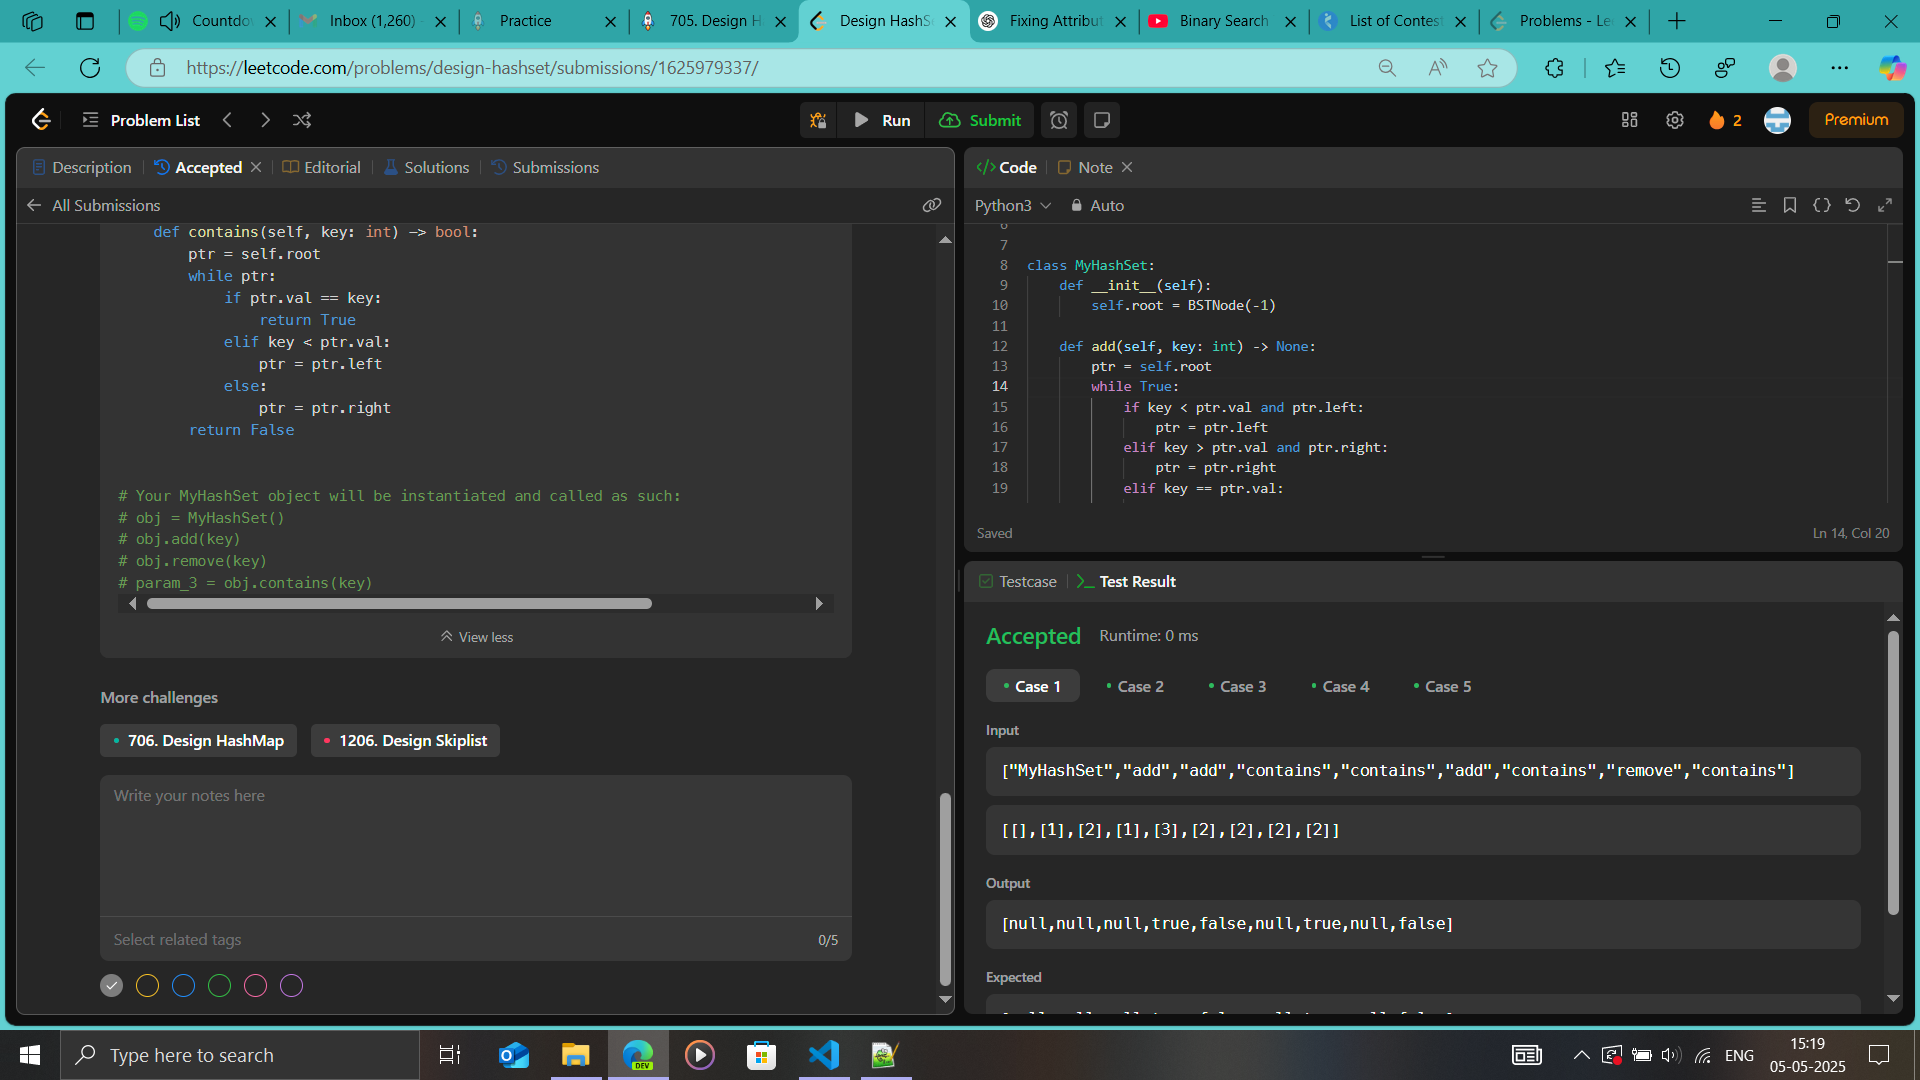 Countdo
Inbox (1,260)
Practice
705. Design H
Design HashS
Fixing Attribut
Binary Search
List of Contest
Problems - Le
https://leetcode.com/problems/design-hashset/submissions/1625979337/
Problem List
Run
Submit
2
Premium
Description
Accepted
Editorial
Solutions
Submissions
All Submissions
def contains(self, key: int) -> bool:
ptr = self.root
while ptr:
if ptr.val == key:
return True
elif key < ptr.val:
ptr = ptr.left
else:
ptr = ptr.right
return False
# Your MyHashSet object will be instantiated and called as such:
# obj = MyHashSet()
# obj.add(key)
# obj.remove(key)
# param_3 = obj.contains(key)
View less
More challenges
706. Design HashMap
1206. Design Skiplist
Write your notes here
Select related tags
0/5
Code
Note
Python3
Auto
7
8 class MyHashSet:
9 def __init__(self):
10 self.root = BSTNode(-1)
11
12 def add(self, key: int) -> None:
13 ptr = self.root
14 while True:
15 if key < ptr.val and ptr.left:
16 ptr = ptr.left
17 elif key > ptr.val and ptr.right:
18 ptr = ptr.right
19 elif key == ptr.val:
Saved
Ln 14, Col 20
Testcase
Test Result
Accepted
Runtime: 0 ms
Case 1
Case 2
Case 3
Case 4
Case 5
Input
["MyHashSet","add","add","contains","contains","add","contains","remove","contains"]
[[],[1],[2],[1],[3],[2],[2],[2],[2]]
Output
[null,null,null,true,false,null,true,null,false]
Expected
Type here to search
DEV
ENG
15:19
05-05-2025